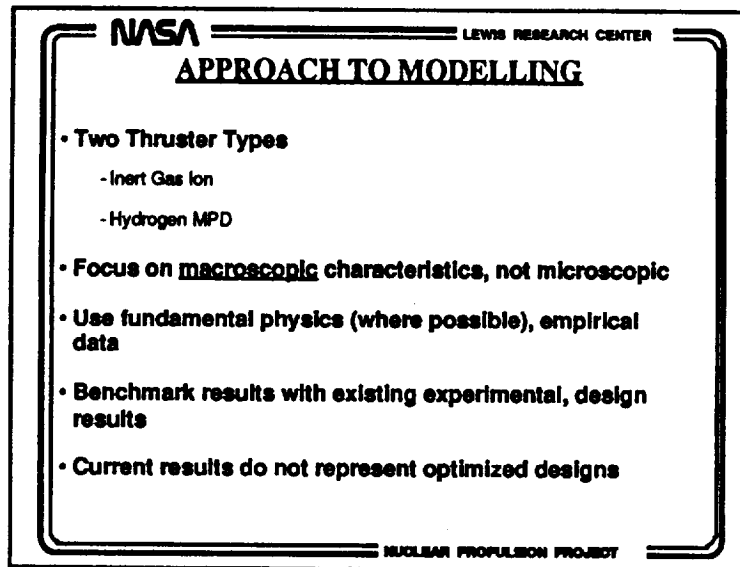 NASA
LEWIS RESEARCH CENTER
APPROACH TO MODELLING
• Two Thruster Types
- Inert Gas Ion
- Hydrogen MPD
• Focus on macroscopic characteristics, not microscopic
• Use fundamental physics (where possible), empirical
data
• Benchmark results with existing experimental, design
results
• Current results do not represent optimized designs
NUCLEAR PROPULSION PROJECT